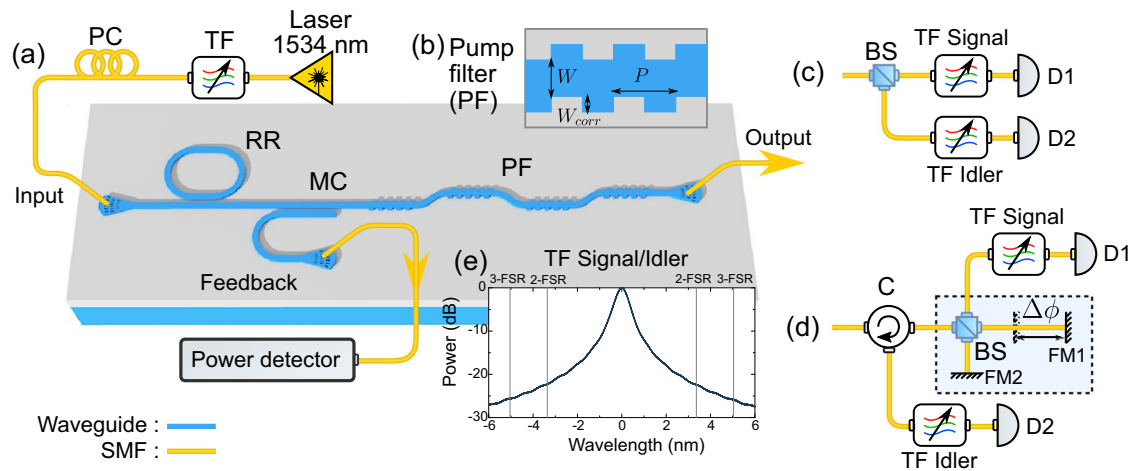 (a)
PC
TF
Laser
1534 nm
(b)
Pump
filter
(PF)
W
P
W_corr
(c)
BS
TF Signal
D1
D2
TF Idler
RR
MC
PF
Output
Input
Feedback
Power detector
(e)
TF Signal/Idler
3-FSR 2-FSR 2-FSR 3-FSR
Power (dB)
0
-10
-20
-30
-6 -4 -2 0 2 4 6
Wavelength (nm)
(d)
C
TF Signal
D1
Δϕ
BS
FM1
FM2
D2
TF Idler
Waveguide :
SMF :